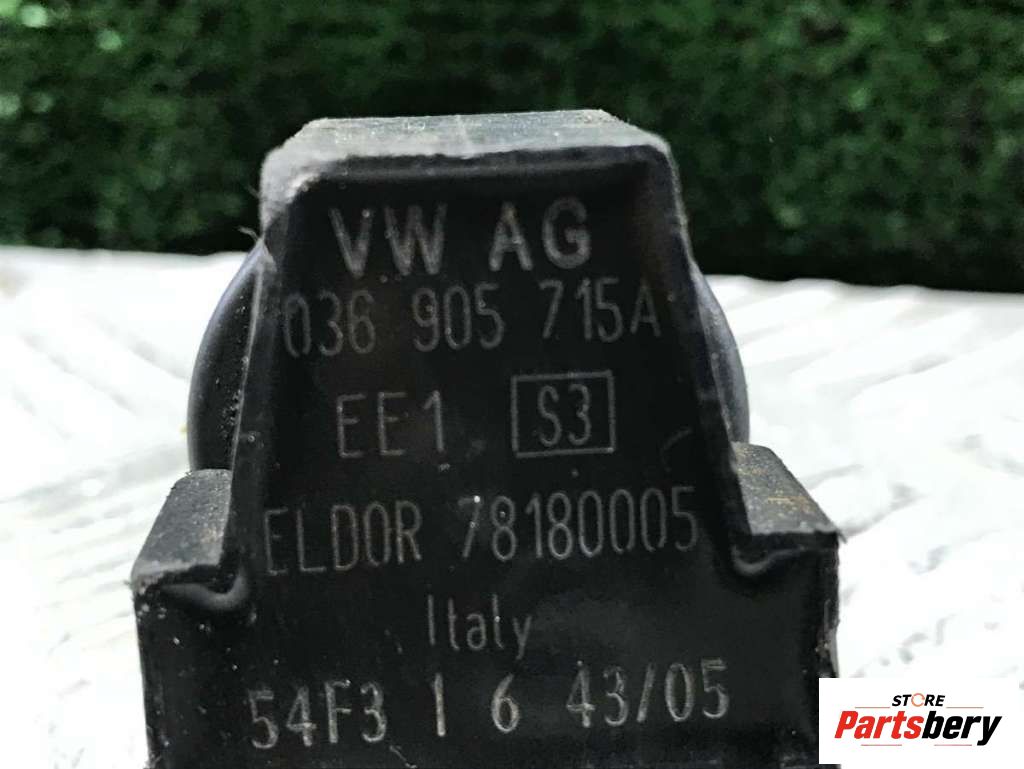 VW AG
036 905 715A
EE1 S3
ELDOR 78180005
Italy
54F3 1 6 43/05
STORE
Partsbery